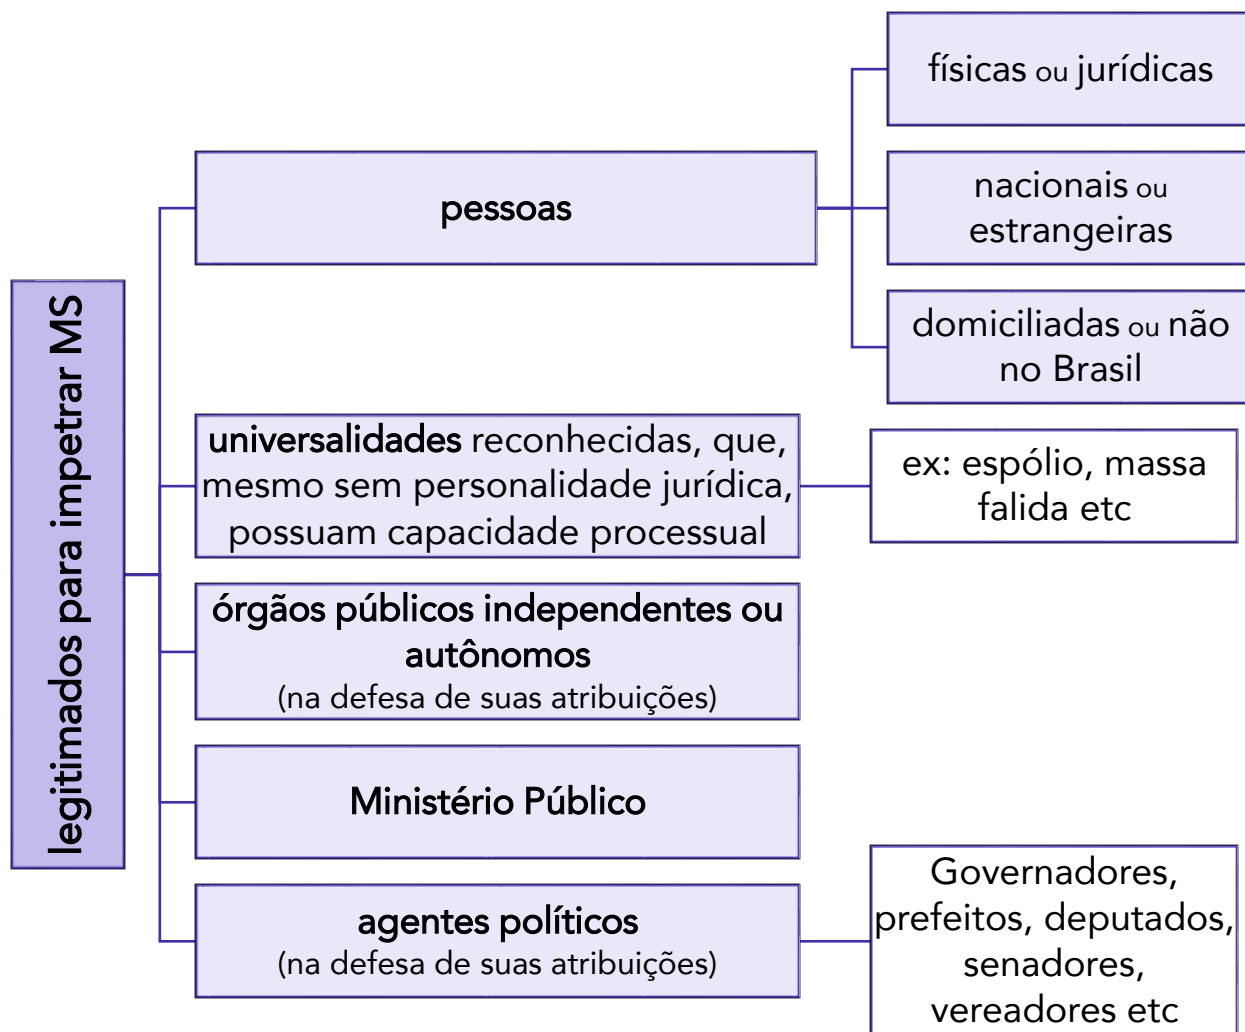 legitimados para impetrar MS
pessoas
físicas ou jurídicas
nacionais ou
estrangeiras
domiciliadas ou não
no Brasil
universalidades reconhecidas, que,
mesmo sem personalidade jurídica,
possuam capacidade processual
ex: espólio, massa
falida etc
órgãos públicos independentes ou
autônomos
(na defesa de suas atribuições)
Ministério Público
agentes políticos
(na defesa de suas atribuições)
Governadores,
prefeitos, deputados,
senadores,
vereadores etc